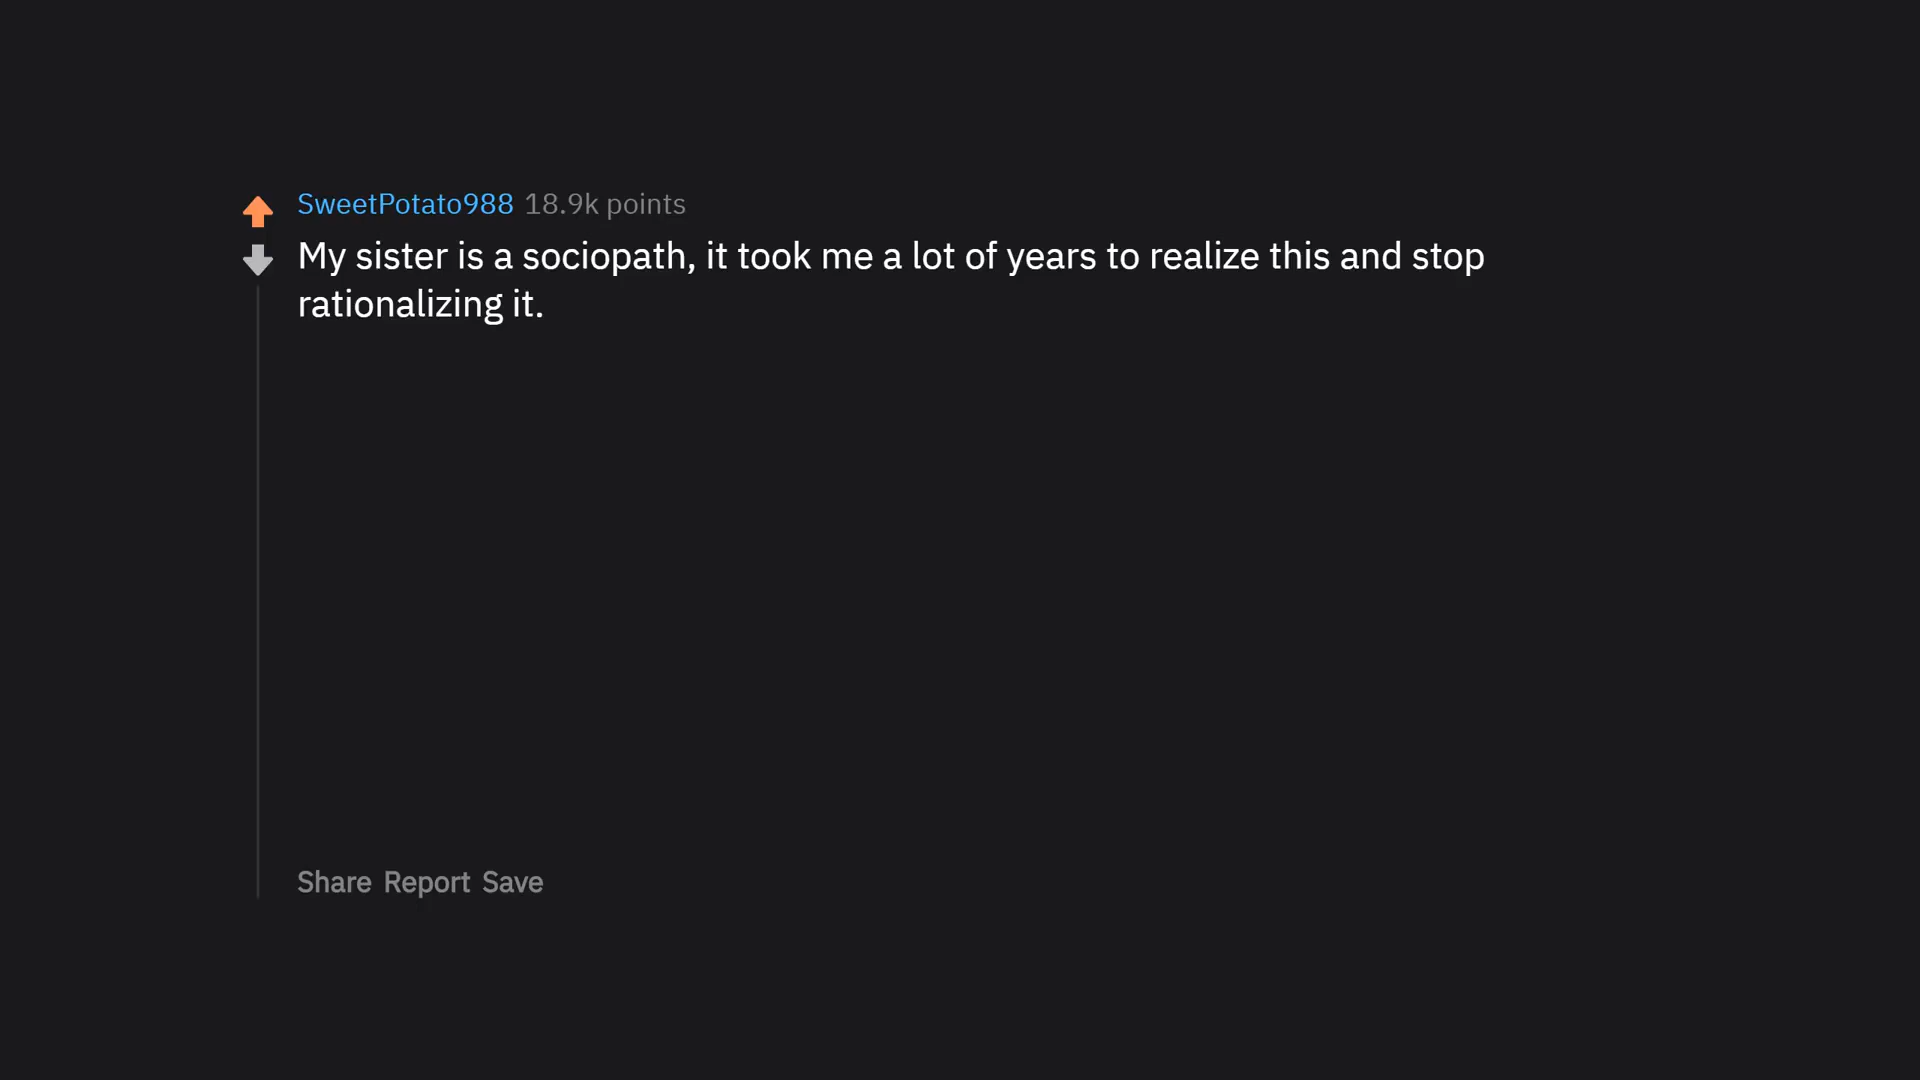 SweetPotato988 18.9k points
My sister is a sociopath, it took me a lot of years to realize this and stop
rationalizing it.
Share Report Save